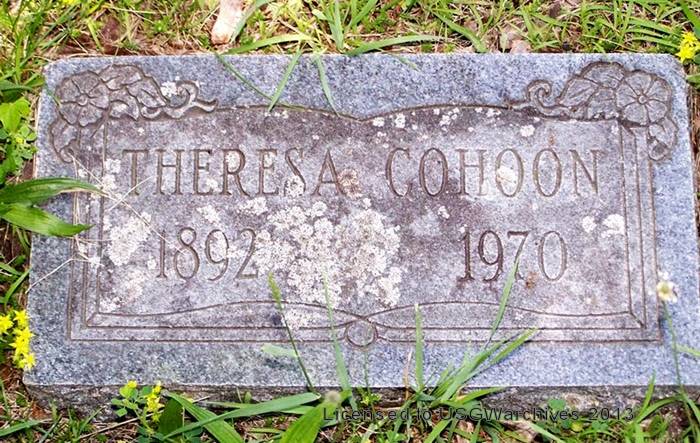 THERESA COHOON
1892 1970
Licensed to USGWarchives 2013